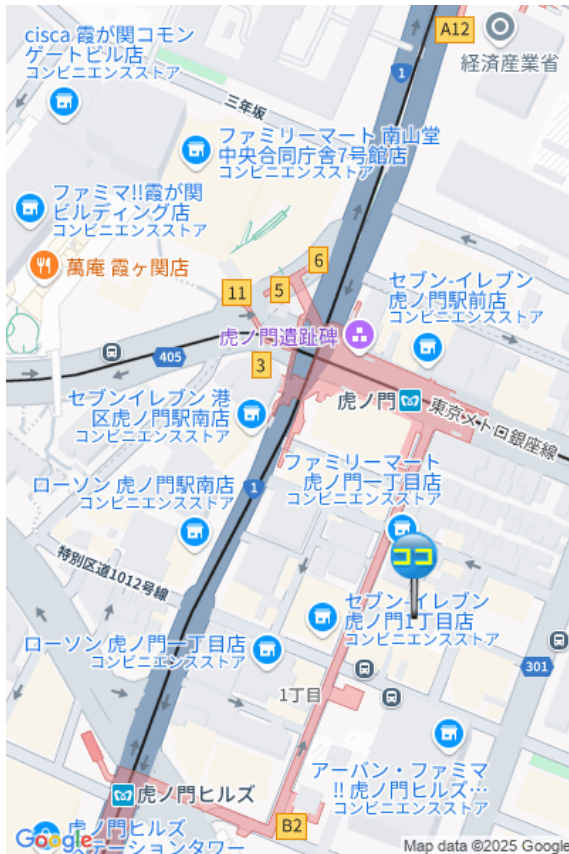 cisca 霞が関コモン
ゲートビル店
コンビニエンスストア
A12
1
経済産業省
三年坂
ファミリーマート 南山堂
中央合同庁舎7号館店
コンビニエンスストア
ファミマ!!霞が関
ビルディング店
コンビニエンスストア
萬庵 霞ヶ関店
6
5
11
セブン-イレブン
虎ノ門駅前店
コンビニエンスストア
虎ノ門遺趾碑
405
3
セブンイレブン 港
区虎ノ門駅南店
コンビニエンスストア
虎ノ門
東京メトロ銀座線
ファミリーマート
虎ノ門一丁目店
コンビニエンスストア
ローソン 虎ノ門駅南店
コンビニエンスストア
1
特別区道1012号線
ココ
セブン-イレブン
虎ノ門1丁目店
コンビニエンスストア
ローソン 虎ノ門一丁目店
コンビニエンスストア
301
1丁目
アーバン・ファミマ
!! 虎ノ門ヒルズ…
コンビニエンスストア
虎ノ門ヒルズ
B2
虎ノ門ヒルズ
ステーションタワー
Google
Map data ©2025 Google